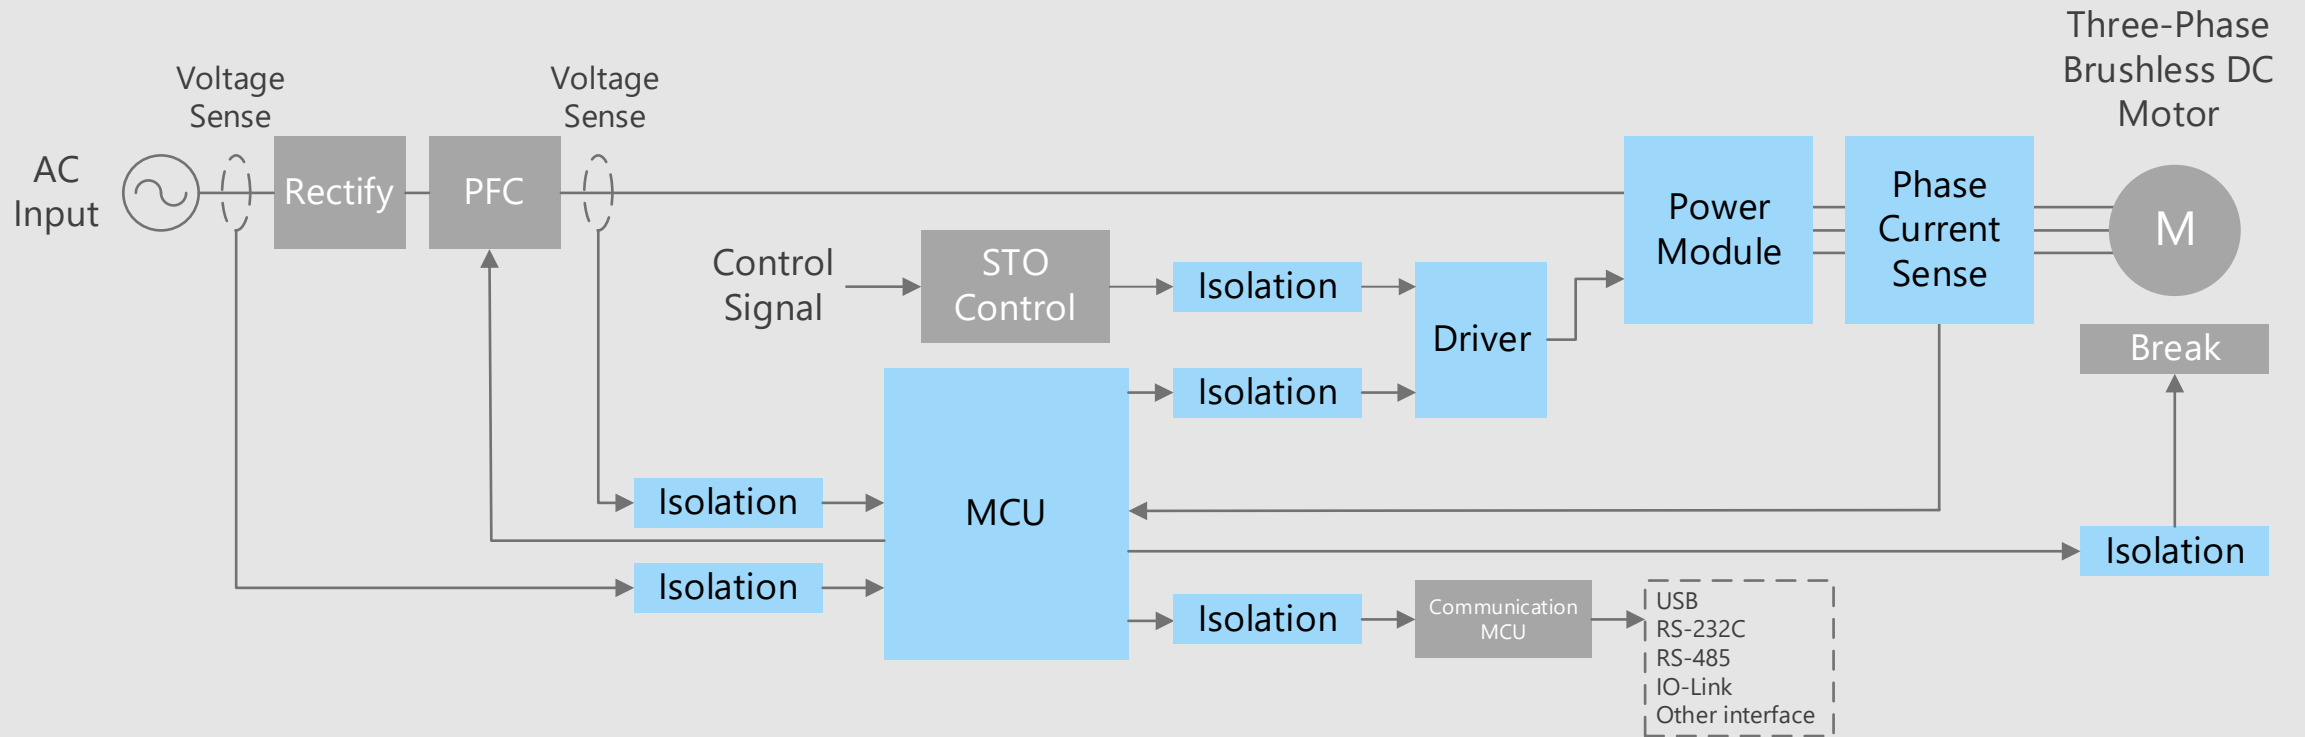 Three-Phase
Brushless DC
Motor
Voltage
Sense
Voltage
Sense
AC
Input
Rectify
PFC
Power
Module
Phase
Current
Sense
M
Control
Signal
STO
Control
Isolation
Driver
Break
Isolation
Isolation
MCU
Isolation
Isolation
Isolation
Communication
MCU
USB
RS-232C
RS-485
IO-Link
Other interface